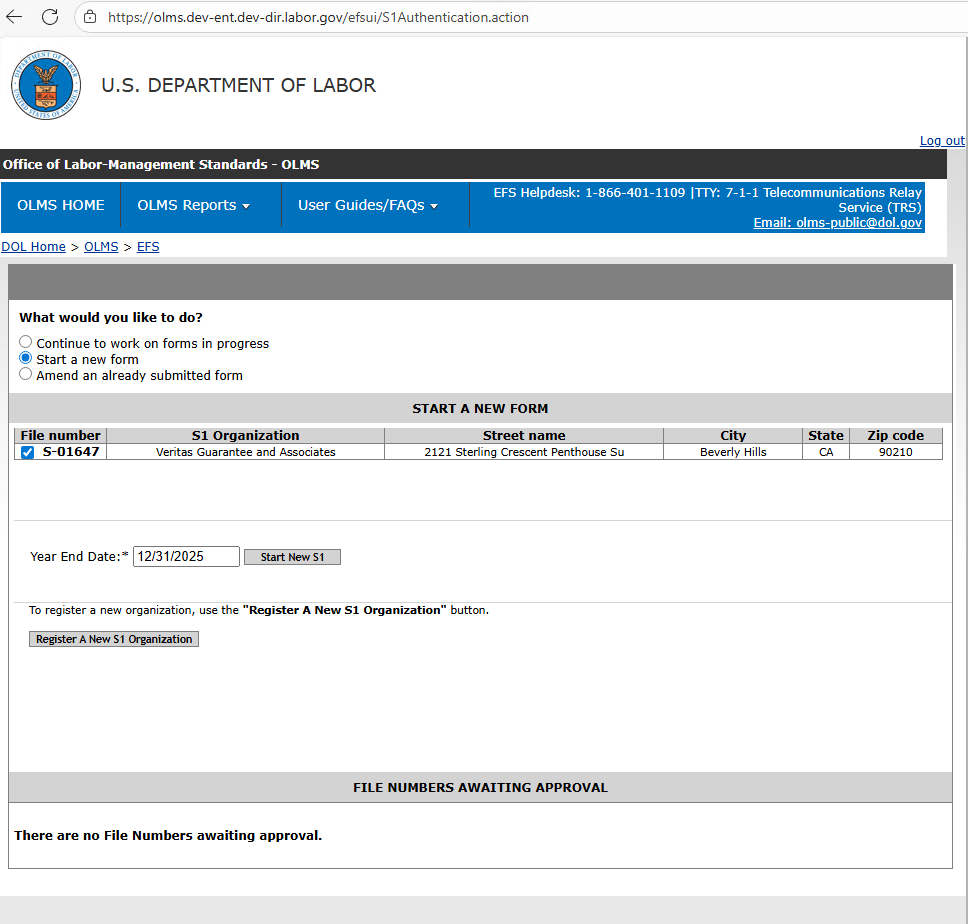 https://olms.dev-ent.dev-dir.labor.gov/efsui/S1Authentication.action
U.S. DEPARTMENT OF LABOR
Log out
Office of Labor-Management Standards - OLMS
OLMS HOME
OLMS Reports
User Guides/FAQs
EFS Helpdesk: 1-866-401-1109 |TTY: 7-1-1 Telecommunications Relay
Service (TRS)
Email: olms-public@dol.gov
DOL Home > OLMS > EFS
What would you like to do?
Continue to work on forms in progress
Start a new form
Amend an already submitted form
START A NEW FORM
File number S1 Organization Street name City State Zip code
S-01647 Veritas Guarantee and Associates 2121 Sterling Crescent Penthouse Su Beverly Hills CA 90210
Year End Date:* 12/31/2025 Start New S1
To register a new organization, use the "Register A New S1 Organization" button.
Register A New S1 Organization
FILE NUMBERS AWAITING APPROVAL
There are no File Numbers awaiting approval.